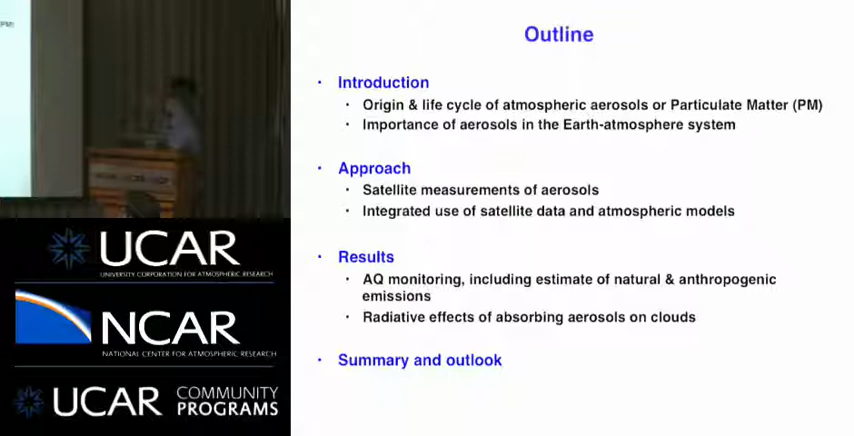 (PM)
Outline
· Introduction
· Origin & life cycle of atmospheric aerosols or Particulate Matter (PM)
· Importance of aerosols in the Earth-atmosphere system
· Approach
· Satellite measurements of aerosols
· Integrated use of satellite data and atmospheric models
· Results
· AQ monitoring, including estimate of natural & anthropogenic
emissions
· Radiative effects of absorbing aerosols on clouds
· Summary and outlook
UCAR
UNIVERSITY CORPORATION FOR ATMOSPHERIC RESEARCH
NCAR
NATIONAL CENTER FOR ATMOSPHERIC RESEARCH
UCAR COMMUNITY
PROGRAMS